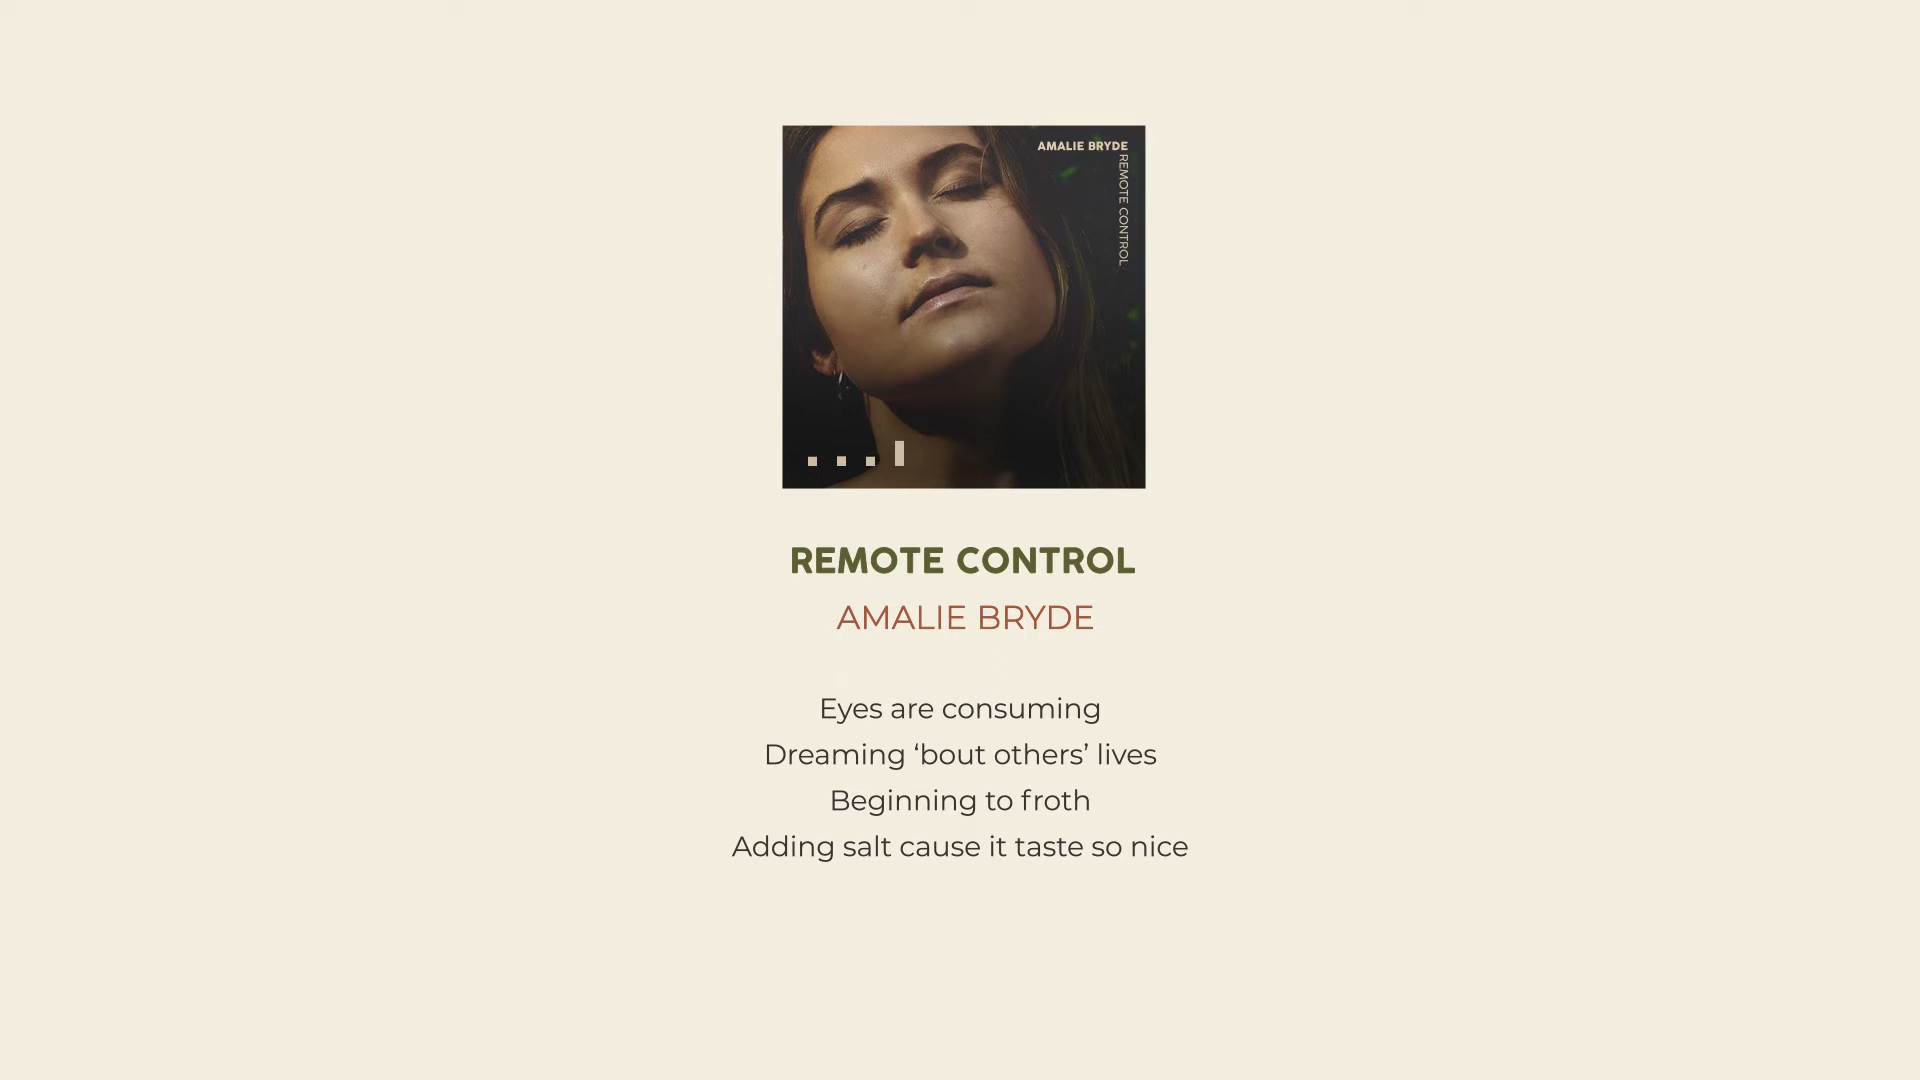 AMALIE BRYDE
REMOTE CONTROL
REMOTE CONTROL
AMALIE BRYDE
Eyes are consuming
Dreaming ‘bout others’ lives
Beginning to froth
Adding salt cause it taste so nice